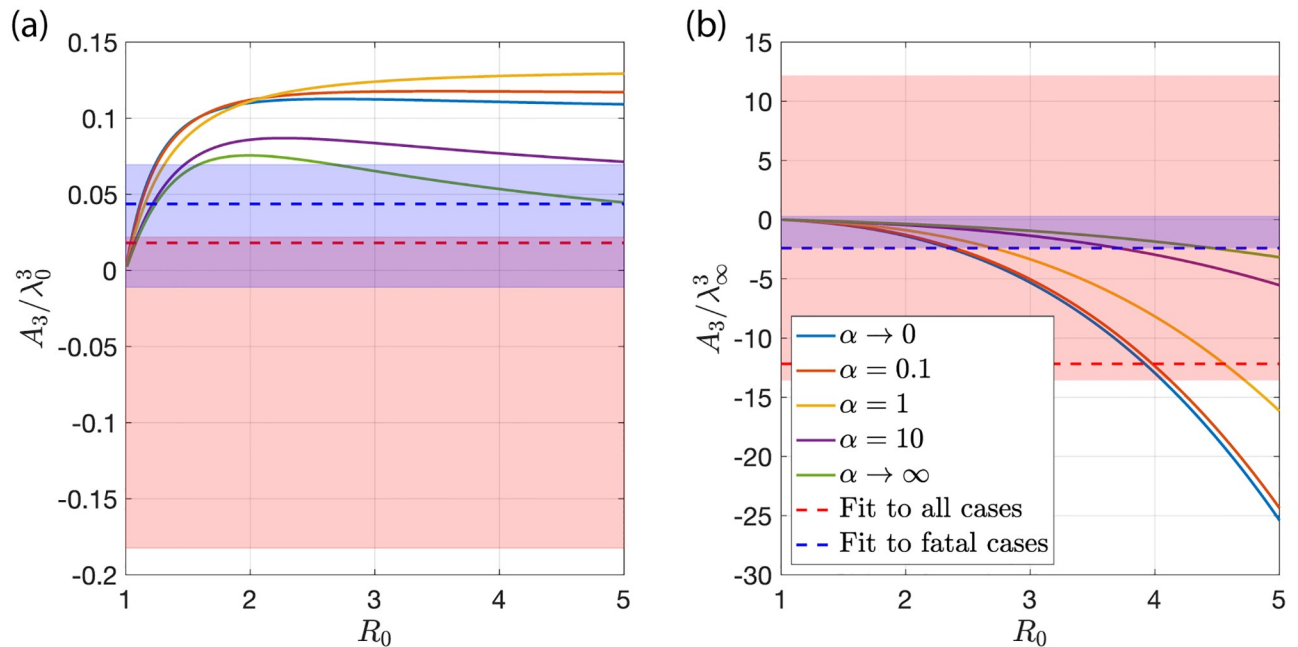 (a)
0.15
0.1
0.05
0
-0.05
-0.1
-0.15
-0.2
A₃/λ₀³
1 2 3 4 5
R₀
(b)
15
10
5
0
-5
-10
-15
-20
-25
-30
A₃/λ∞³
α → 0
α = 0.1
α = 1
α = 10
α → ∞
Fit to all cases
Fit to fatal cases
1 2 3 4 5
R₀